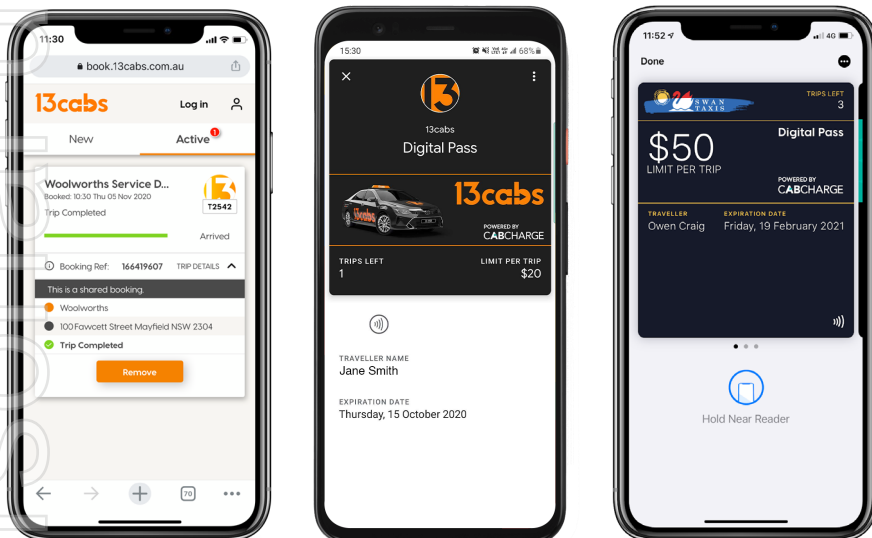 11:30
book.13cabs.com.au
13cabs
Log in
New
Active 1
Woolworths Service D...
Booked: 10:30 Thu 05 Nov 2020
T2542
Trip Completed
Arrived
Booking Ref: 166419607 TRIP DETAILS
This is a shared booking.
Woolworths
100 Fawcett Street Mayfield NSW 2304
Trip Completed
Remove
70
15:30
68%
13
13cabs
Digital Pass
13cabs
13cabs
POWERED BY
CABCHARGE
TRIPS LEFT
1
LIMIT PER TRIP
$20
TRAVELLER NAME
Jane Smith
EXPIRATION DATE
Thursday, 15 October 2020
11:52
4G
Done
SWAN
TAXIS
TRIPS LEFT
3
$50
LIMIT PER TRIP
Digital Pass
POWERED BY
CABCHARGE
TRAVELLER
Owen Craig
EXPIRATION DATE
Friday, 19 February 2021
Hold Near Reader